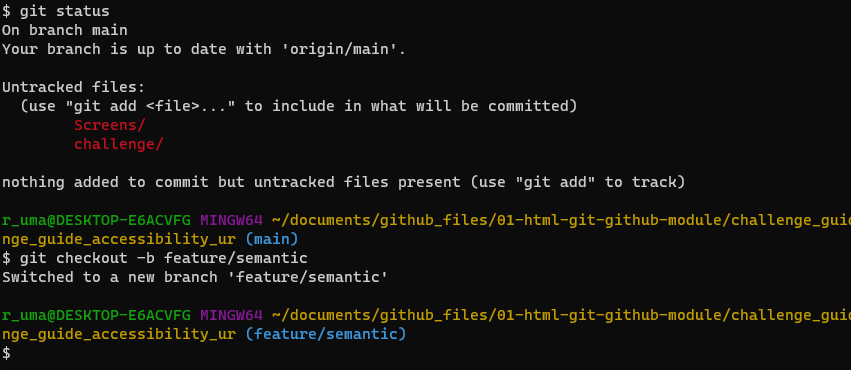 $ git status
On branch main
Your branch is up to date with 'origin/main'.
Untracked files:
(use "git add <file>..." to include in what will be committed)
Screens/
challenge/
nothing added to commit but untracked files present (use "git add" to track)
r_uma@DESKTOP-E6ACVFG MINGW64 ~/documents/github_files/01-html-git-github-module/challenge_gui
nge_guide_accessibility_ur (main)
$ git checkout -b feature/semantic
Switched to a new branch 'feature/semantic'
r_uma@DESKTOP-E6ACVFG MINGW64 ~/documents/github_files/01-html-git-github-module/challenge_gui
nge_guide_accessibility_ur (feature/semantic)
$